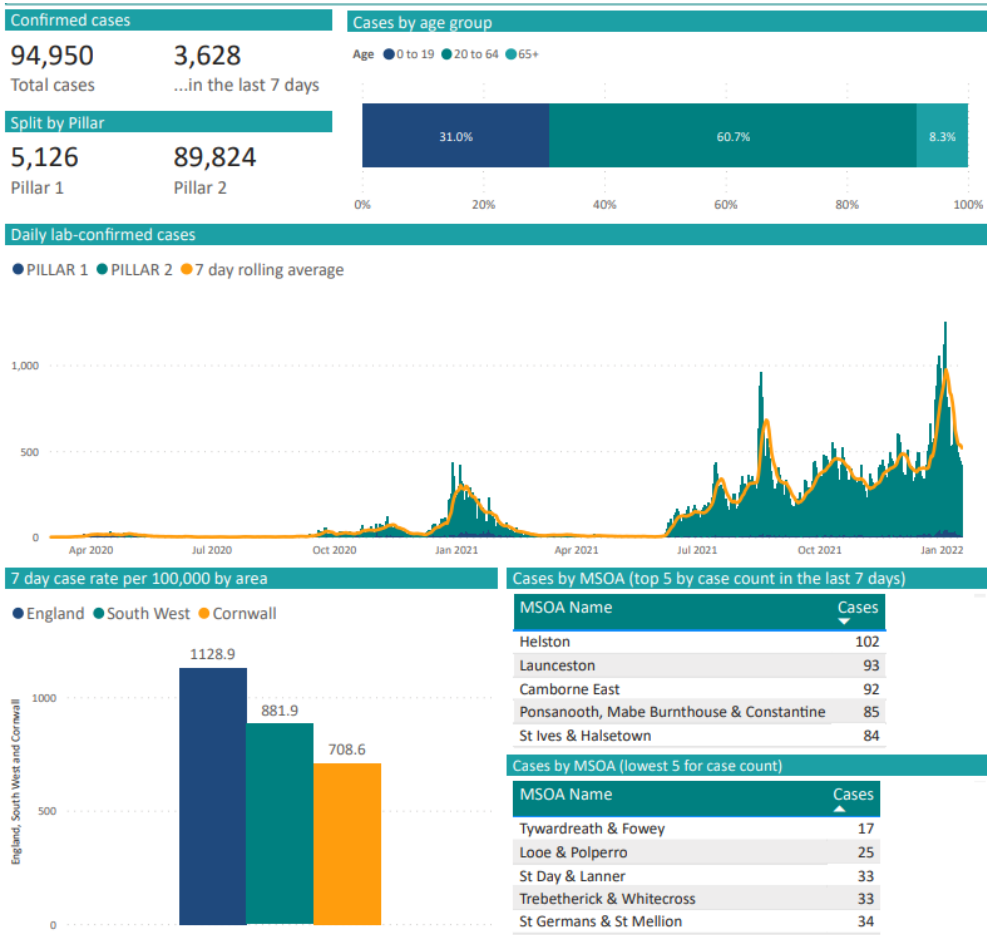 Confirmed cases
94,950 3,628
Total cases ...in the last 7 days
Split by Pillar
5,126 89,824
Pillar 1 Pillar 2
Cases by age group
Age 0 to 19 20 to 64 65+
31.0% 60.7% 8.3%
0% 20% 40% 60% 80% 100%
Daily lab-confirmed cases
PILLAR 1 PILLAR 2 7 day rolling average
1,000
500
0
Apr 2020 Jul 2020 Oct 2020 Jan 2021 Apr 2021 Jul 2021 Oct 2021 Jan 2022
7 day case rate per 100,000 by area
England South West Cornwall
England, South West and Cornwall
1128.9
1000
881.9
708.6
500
0
Cases by MSOA (top 5 by case count in the last 7 days)
MSOA Name Cases
Helston 102
Launceston 93
Camborne East 92
Ponsanooth, Mabe Burnthouse & Constantine 85
St Ives & Halsetown 84
Cases by MSOA (lowest 5 for case count)
MSOA Name Cases
Tywardreath & Fowey 17
Looe & Polperro 25
St Day & Lanner 33
Trebetherick & Whitecross 33
St Germans & St Mellion 34